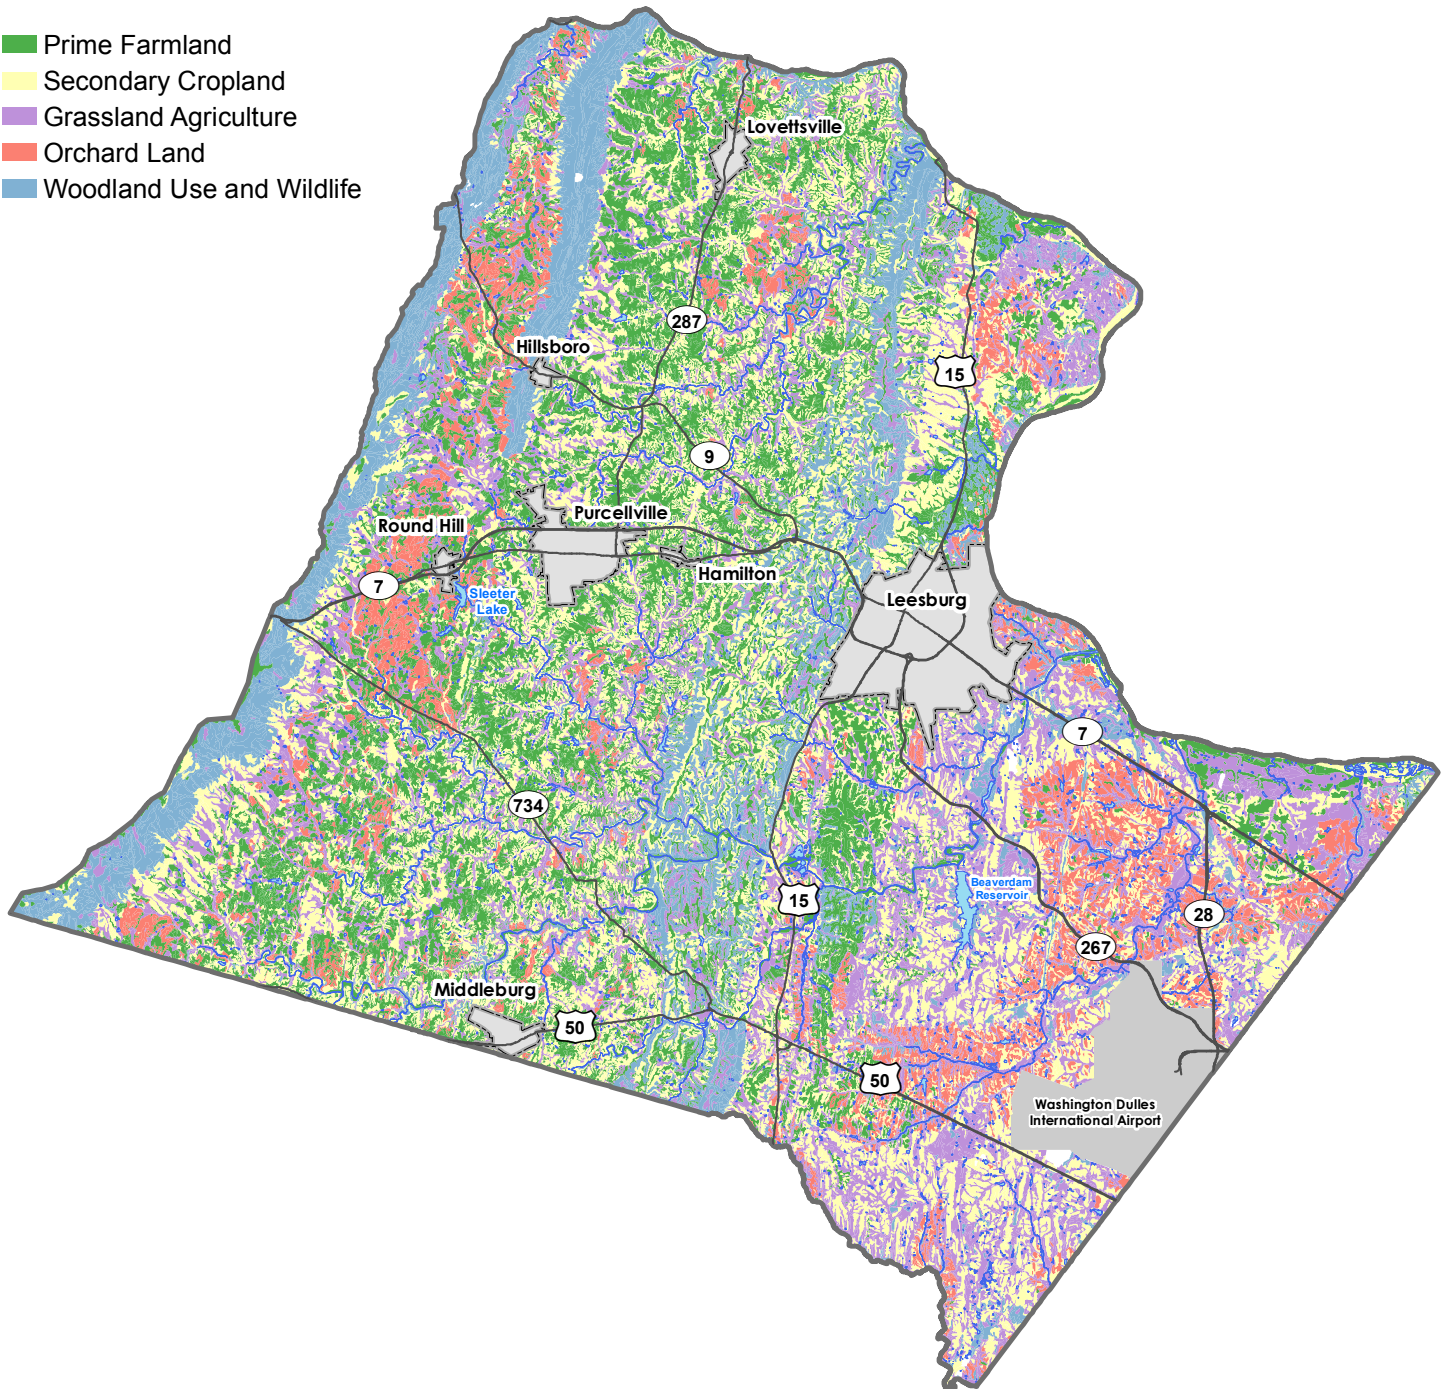 Prime Farmland
Secondary Cropland
Grassland Agriculture
Orchard Land
Woodland Use and Wildlife
Lovettsville
287
Hillsboro
15
9
Purcellville
Round Hill
Hamilton
7
Sleeter
Lake
Leesburg
7
734
Beaverdam
Reservoir
15
28
267
Middleburg
50
50
Washington Dulles
International Airport